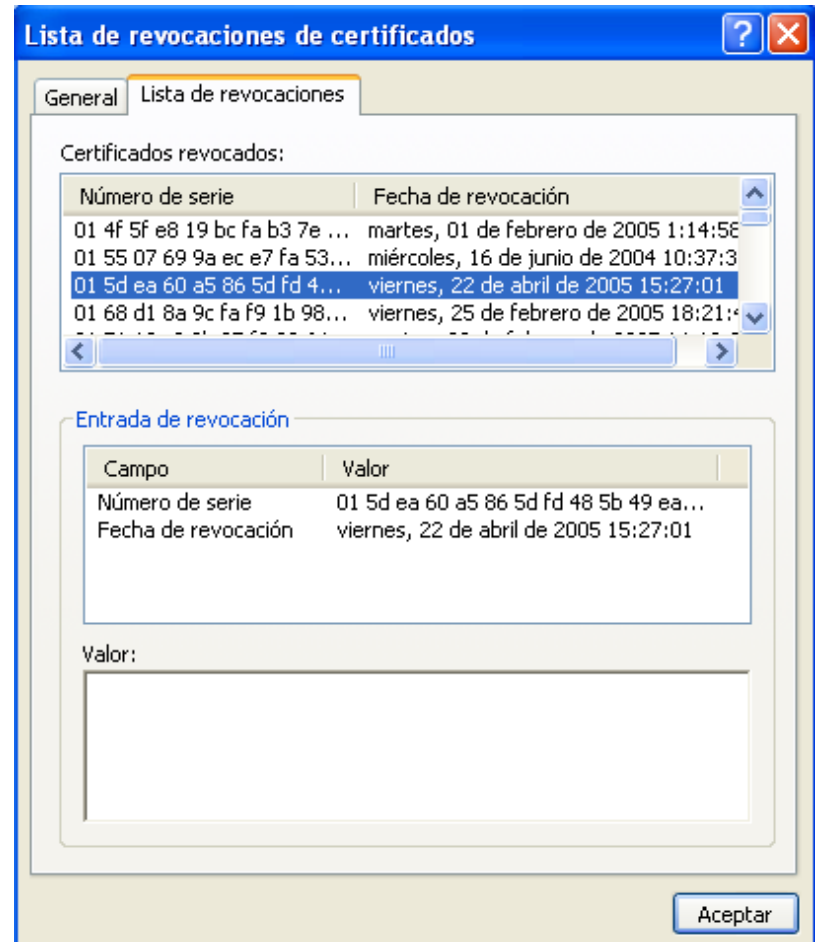 Lista de revocaciones de certificados
General Lista de revocaciones
Certificados revocados:
Número de serie Fecha de revocación
01 4f 5f e8 19 bc fa b3 7e ... martes, 01 de febrero de 2005 1:14:58
01 55 07 69 9a ec e7 fa 53... miércoles, 16 de junio de 2004 10:37:3
01 5d ea 60 a5 86 5d fd 4... viernes, 22 de abril de 2005 15:27:01
01 68 d1 8a 9c fa f9 1b 98... viernes, 25 de febrero de 2005 18:21:4
Entrada de revocación
Campo Valor
Número de serie 01 5d ea 60 a5 86 5d fd 48 5b 49 ea...
Fecha de revocación viernes, 22 de abril de 2005 15:27:01
Valor:
Aceptar